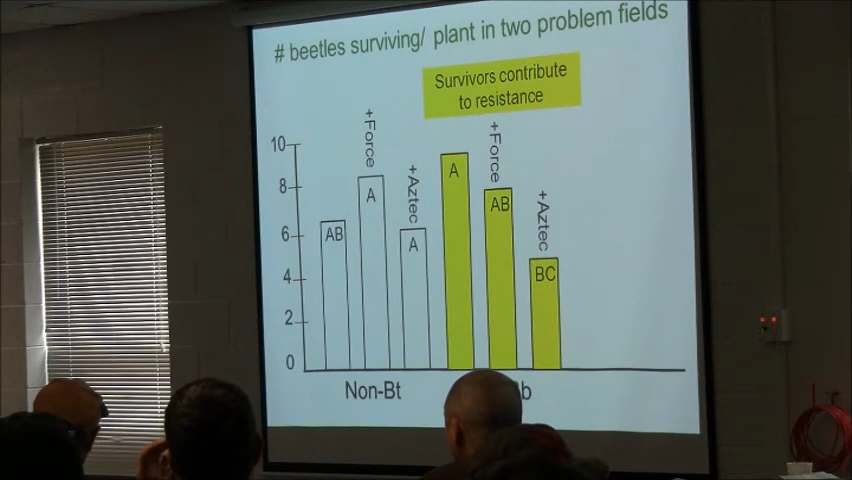 # beetles surviving/ plant in two problem fields
Survivors contribute
to resistance
+Force
+Aztec
+Force
+Aztec
10
8
6
4
2
0
AB
A
A
A
AB
BC
Non-Bt